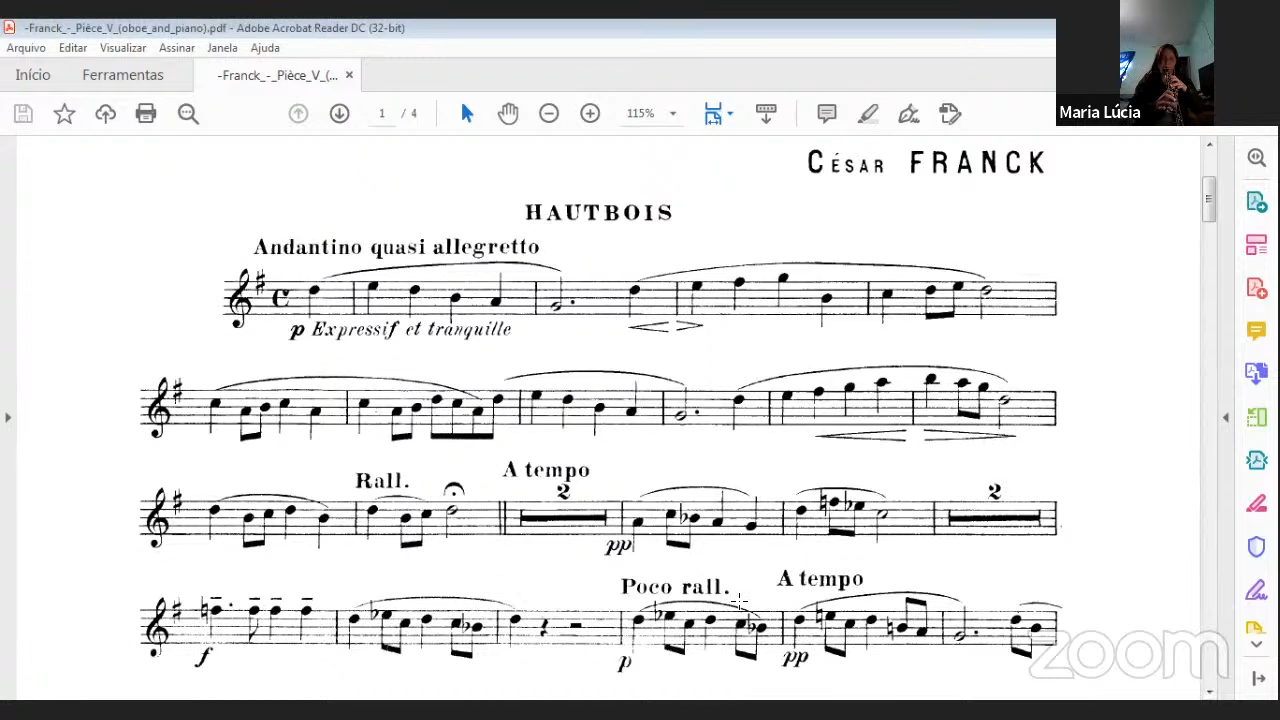 -Franck_-_Pièce_V_(oboe_and_piano).pdf - Adobe Acrobat Reader DC (32-bit)
Arquivo Editar Visualizar Assinar Janela Ajuda
Início Ferramentas -Franck_-_Pièce_V_(... ×
1 / 4 115%
Maria Lúcia
CÉSAR FRANCK
HAUTBOIS
Andantino quasi allegretto
p Expressif et tranquille
Rall. A tempo
2 2
pp
Poco rall. A tempo
f p pp
zoom